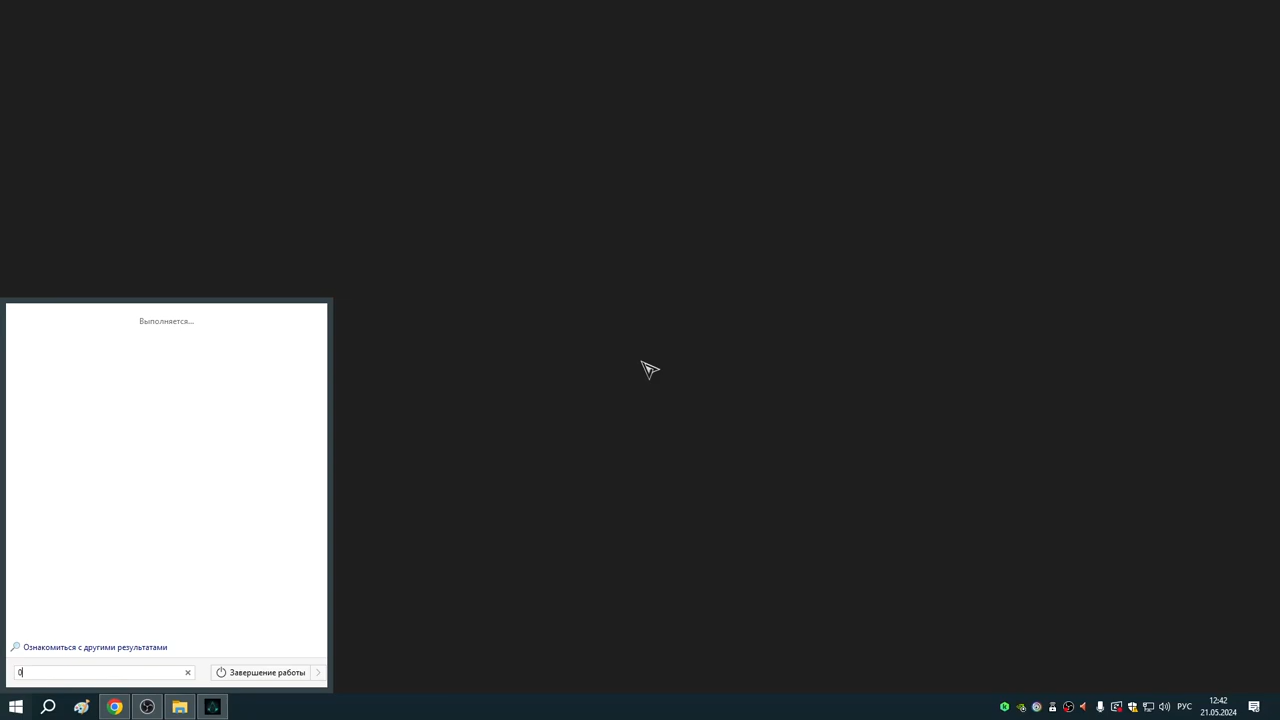 Выполняется...
Ознакомиться с другими результатами
0
Завершение работы
РУС
12:42
21.05.2024